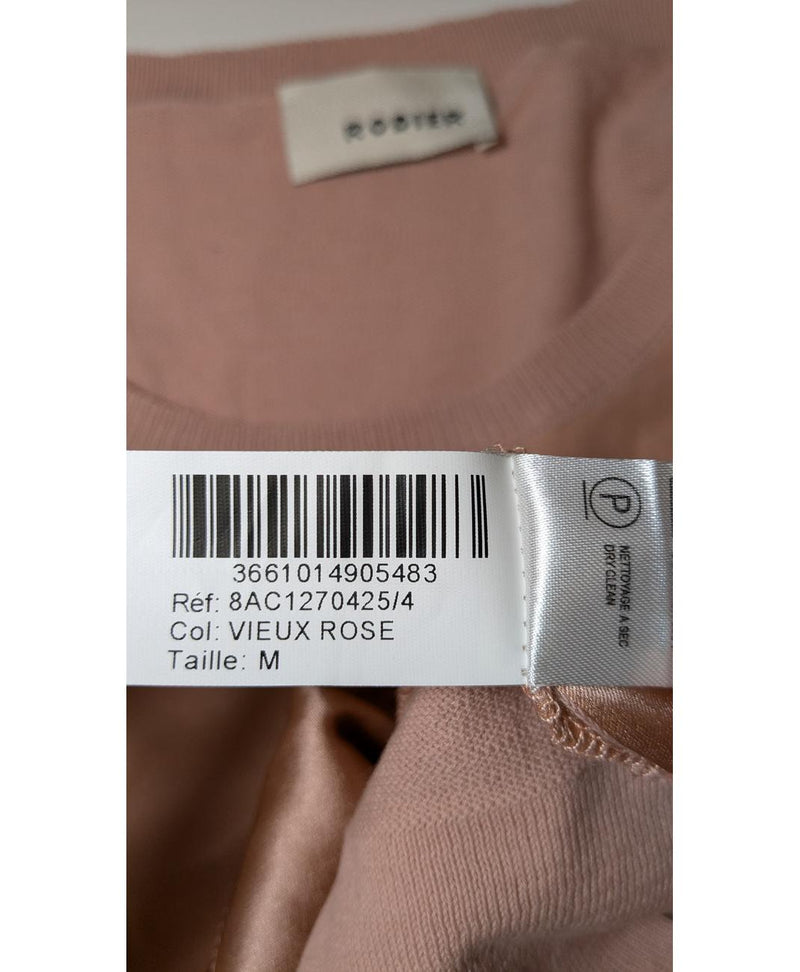 RODIER
3661014905483
Réf: 8AC1270425/4
Col: VIEUX ROSE
Taille: M
P
NETTOYAGE A SEC
DRY CLEAN